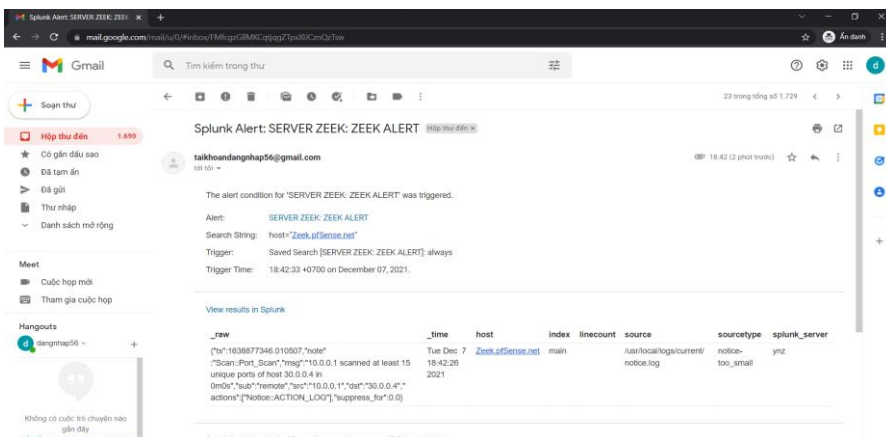 Splunk Alert: SERVER ZEEK: ZEEK
mail.google.com/mail/u/0/#inbox/
Ẩn danh
Gmail
Tìm kiếm trong thư
d
Soạn thư
23 trong tổng số 1.729
Hộp thư đến 1.690
Splunk Alert: SERVER ZEEK: ZEEK ALERT Hộp thư đến x
Có gắn dấu sao
taikhoandangnhap56@gmail.com
18:42 (2 phút trước)
tới tôi
Đã tạm ẩn
Đã gửi
The alert condition for 'SERVER ZEEK: ZEEK ALERT' was triggered.
Thư nháp
Alert: SERVER ZEEK: ZEEK ALERT
Danh sách mở rộng
Search String: host="Zeek.pfSense.net"
Trigger: Saved Search [SERVER ZEEK: ZEEK ALERT]: always
Meet
Trigger Time: 18:42:33 +0700 on December 07, 2021.
Cuộc họp mới
Tham gia cuộc họp
View results in Splunk
Hangouts
_raw _time host index linecount source sourcetype splunk_server
d dangnhap56
{"ts":1638877346.010507,"note" Tue Dec 7 Zeek.pfSense.net main /usr/local/logs/current/ notice- ynz
:"Scan::Port_Scan","msg":"10.0.0.1 scanned at least 15 18:42:26 notice.log too_small
unique ports of host 30.0.0.4 in 2021
0m0s","sub":"remote","src":"10.0.0.1","dst":"30.0.0.4","
actions":["Notice::ACTION_LOG"],"suppress_for":0.0}
Không có cuộc trò chuyện nào
gần đây